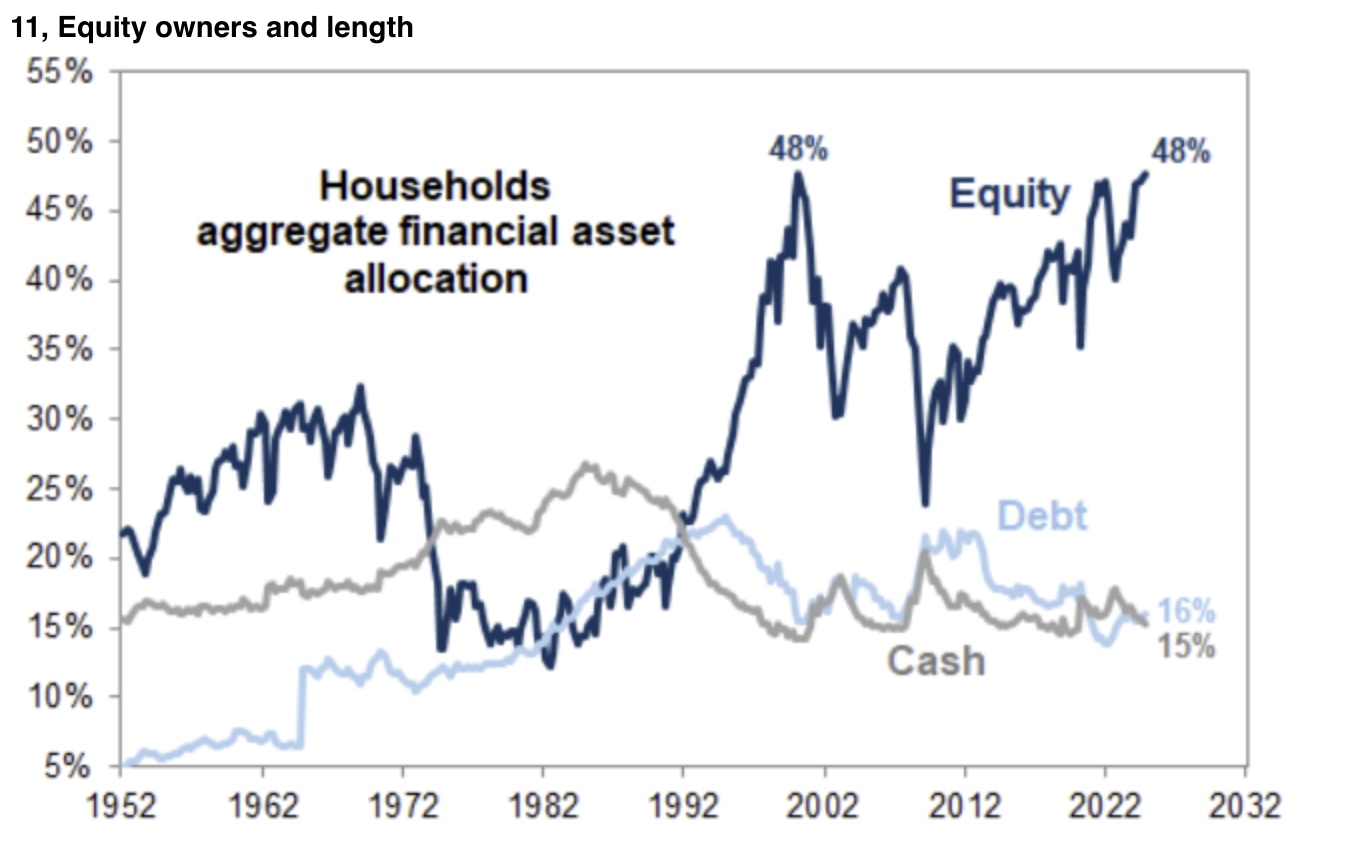 11, Equity owners and length
55%
50%
45%
40%
35%
30%
25%
20%
15%
10%
5%
Households
aggregate financial asset
allocation
48%
Equity
48%
Debt
16%
15%
Cash
1952 1962 1972 1982 1992 2002 2012 2022 2032